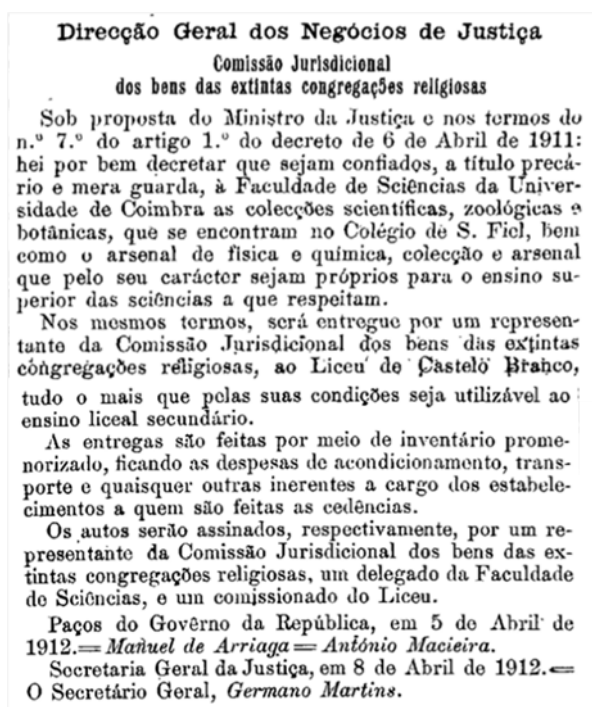 Direcção Geral dos Negócios de Justiça
Comissão Jurisdicional
dos bens das extintas congregações religiosas
Sob proposta do Ministro da Justiça e nos termos do
n.º 7.º do artigo 1.º do decreto de 6 de Abril de 1911:
hei por bem decretar que sejam confiados, a título precá-
rio e mera guarda, à Faculdade de Sciências da Univer-
sidade de Coimbra as colecções scientíficas, zoológicas e
botânicas, que se encontram no Colégio de S. Fiel, bem
como o arsenal de física e química, colecção e arsenal
que pelo seu carácter sejam próprios para o ensino su-
perior das sciências a que respeitam.
Nos mesmos termos, será entregue por um represen-
tante da Comissão Jurisdicional dos bens das extintas
congregações religiosas, ao Liceu de Castelo Branco,
tudo o mais que pelas suas condições seja utilizável ao
ensino liceal secundário.
As entregas são feitas por meio de inventário prome-
norizado, ficando as despesas de acondicionamento, trans-
porte e quaisquer outras inerentes a cargo dos estabele-
cimentos a quem são feitas as cedências.
Os autos serão assinados, respectivamente, por um re-
presentante da Comissão Jurisdicional dos bens das ex-
tintas congregações religiosas, um delegado da Faculdade
de Sciências, e um comissionado do Liceu.
Paços do Govêrno da República, em 5 de Abril de
1912.=Manuel de Arriaga=António Macieira.
Secretaria Geral da Justiça, em 8 de Abril de 1912.=
O Secretário Geral, Germano Martins.